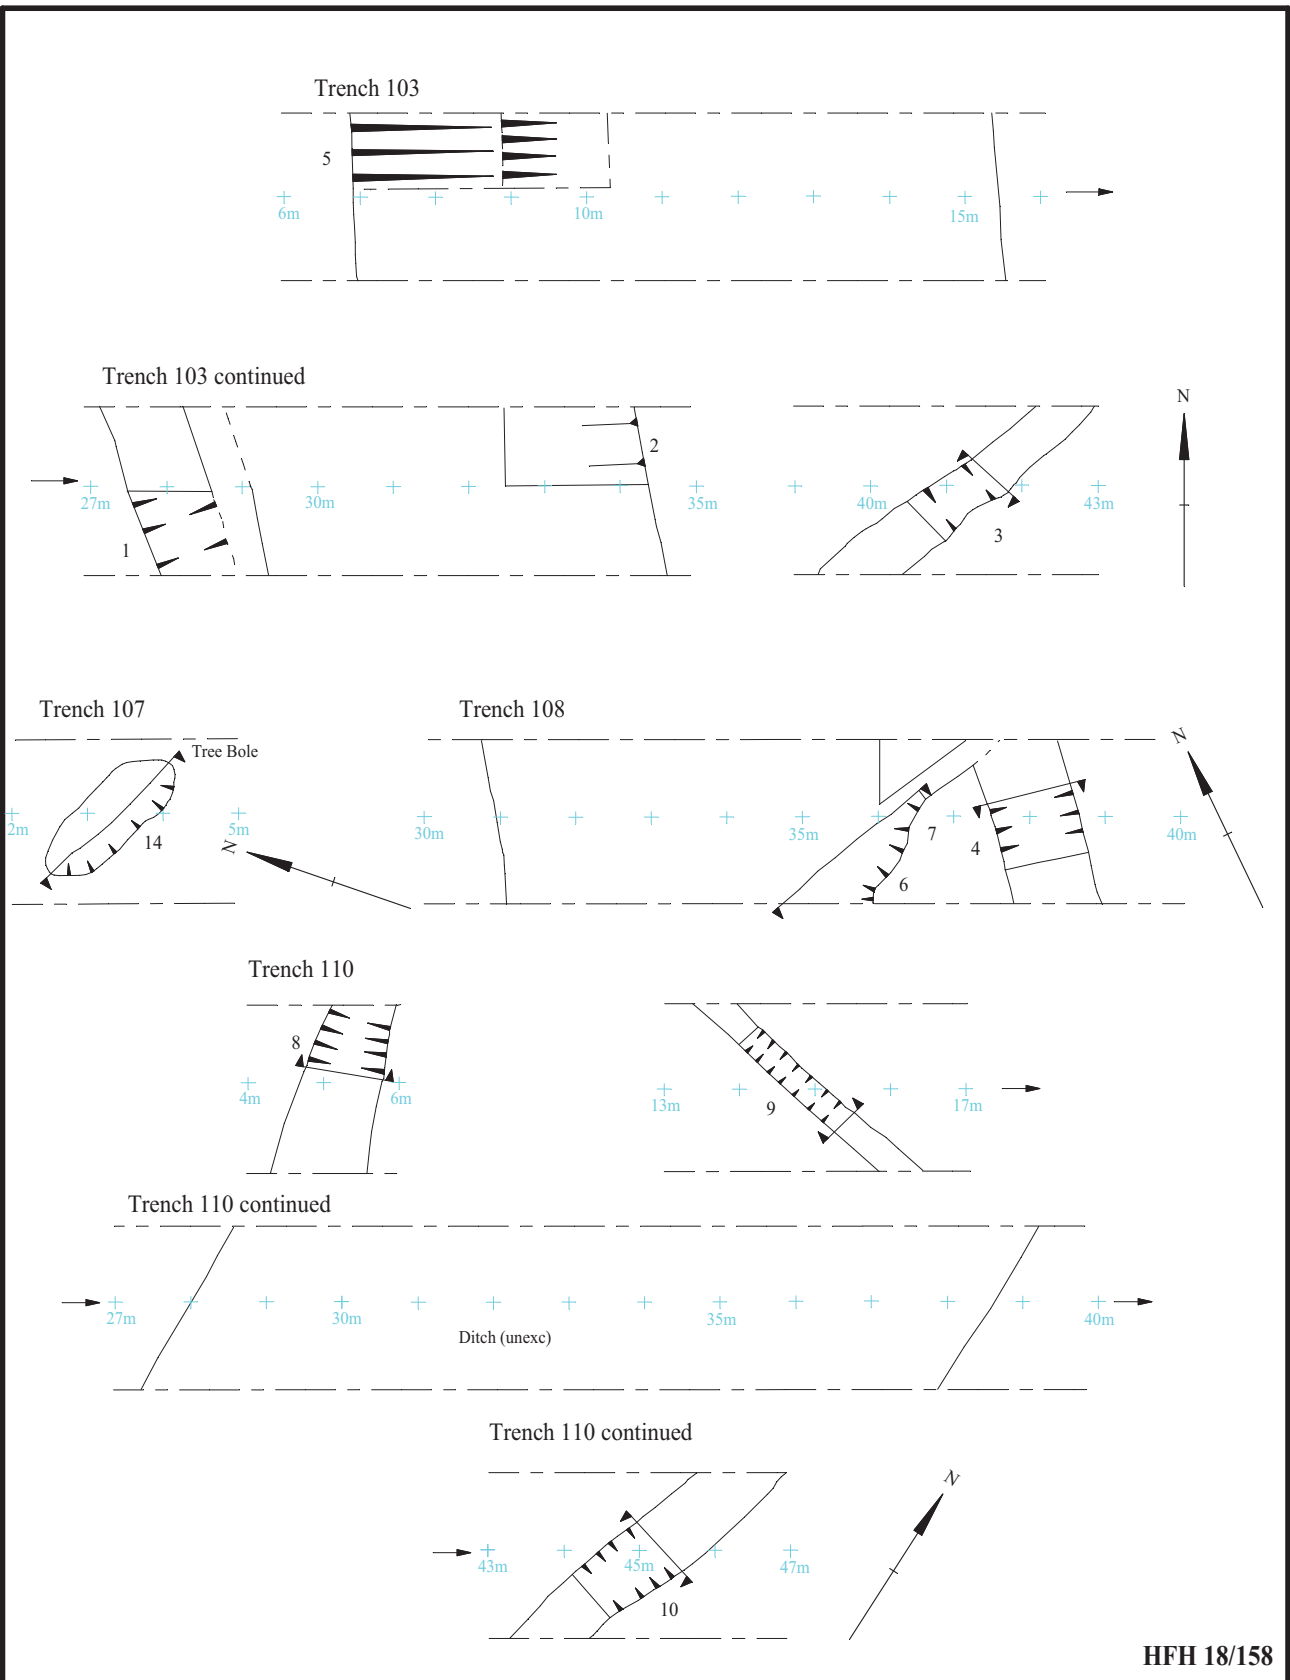 Trench 103
5
6m 10m 15m
Trench 103 continued
N
2
27m 30m 35m 40m 43m
1 3
Trench 107 Trench 108
Tree Bole N
2m 5m 30m 35m 40m
14 7 4
N 6
Trench 110
8
4m 6m 13m 17m
9
Trench 110 continued
27m 30m 35m 40m
Ditch (unexc)
Trench 110 continued
N
43m 45m 47m
10
HFH 18/158